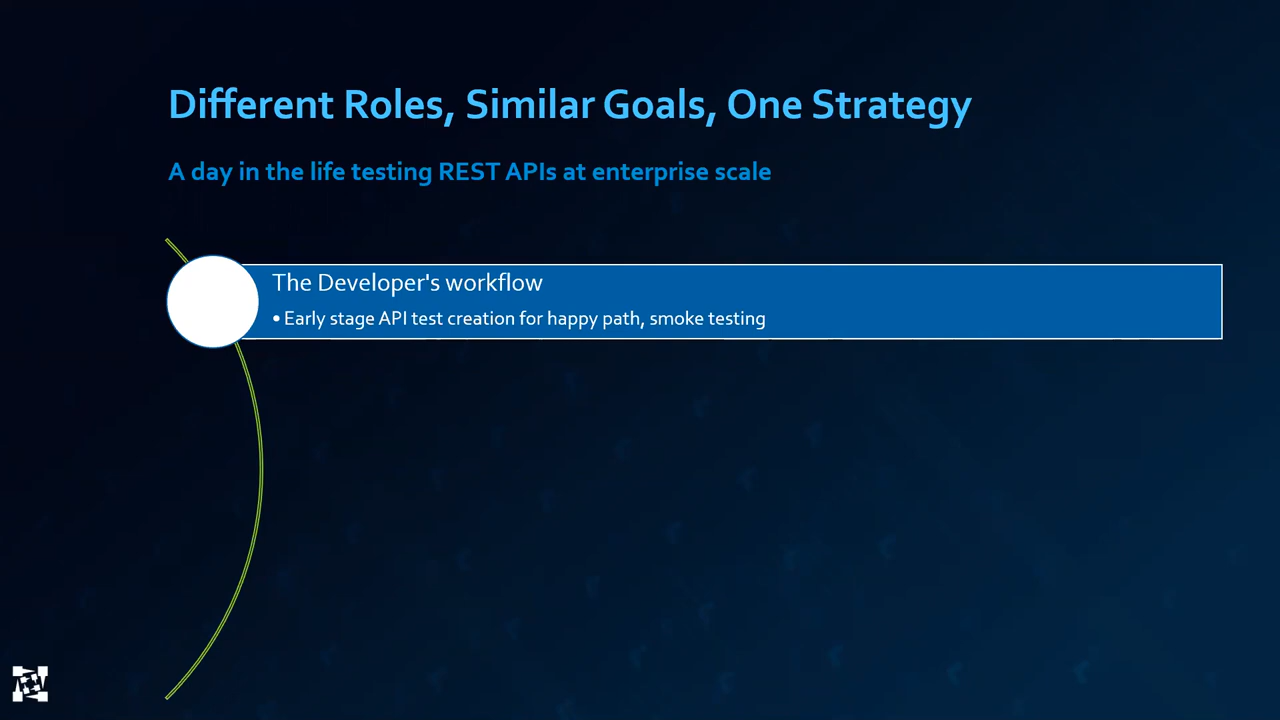 Different Roles, Similar Goals, One Strategy
A day in the life testing REST APIs at enterprise scale
The Developer's workflow
• Early stage API test creation for happy path, smoke testing